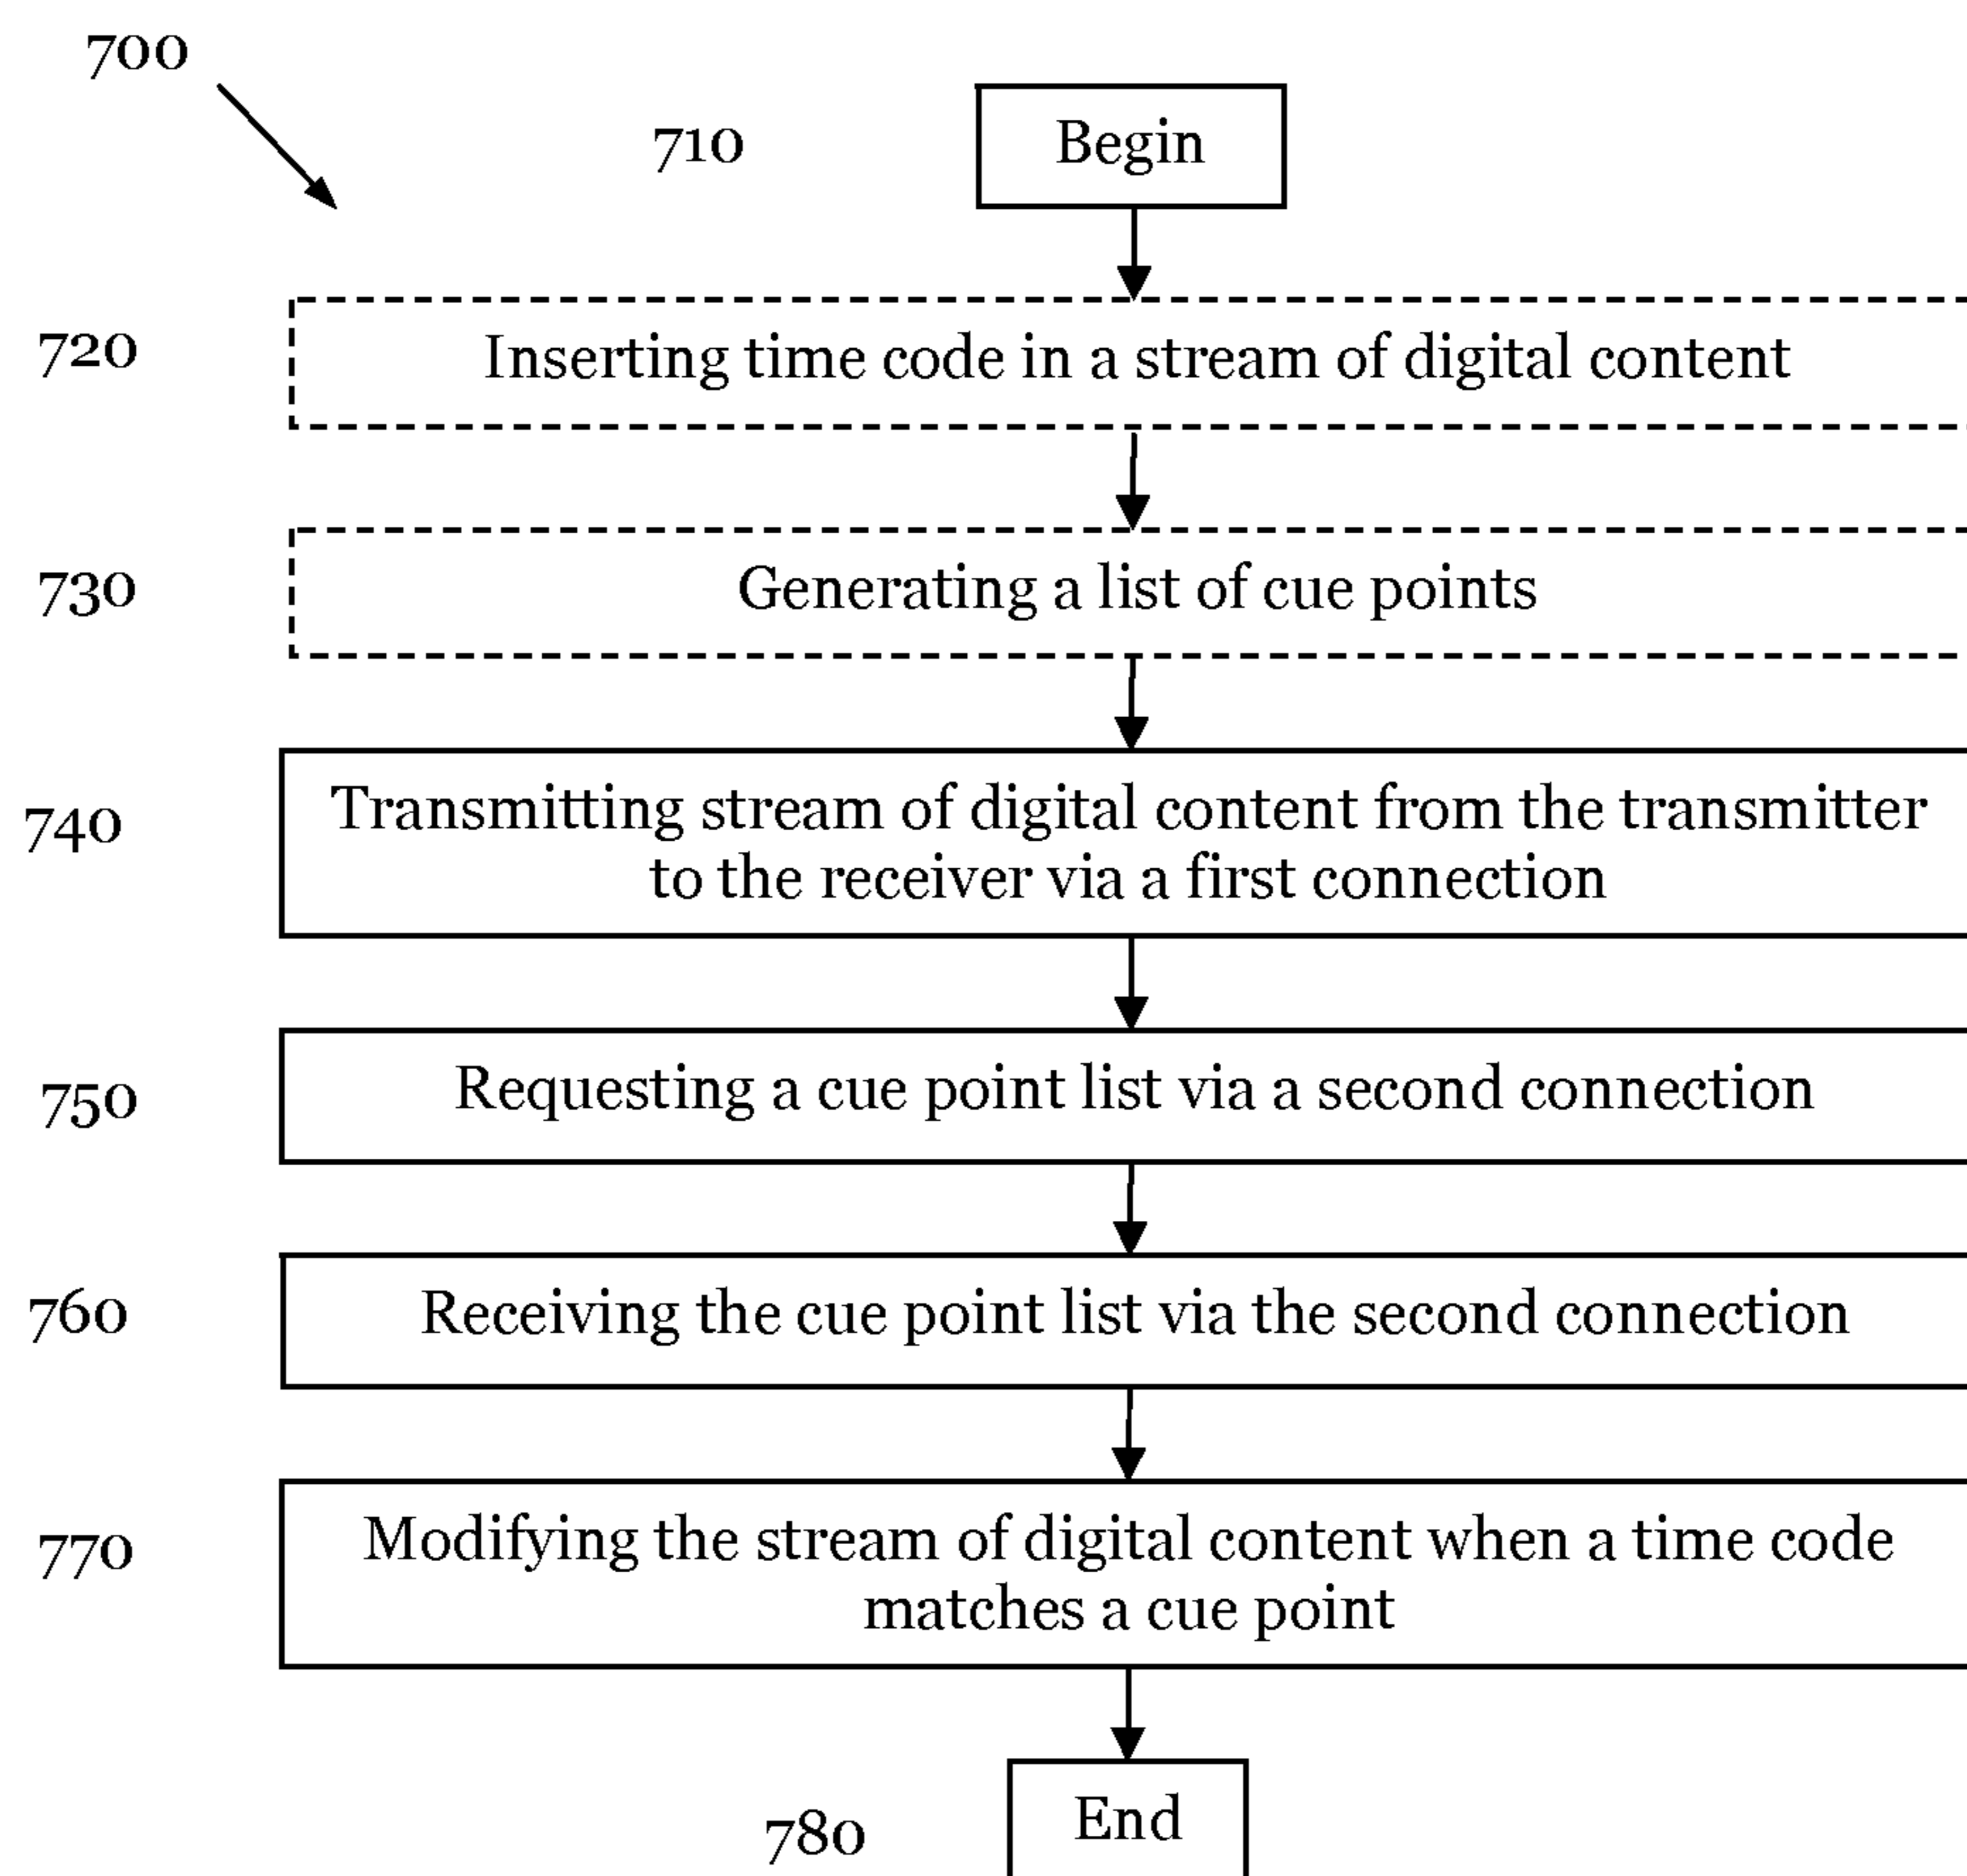 700
710 Begin
720 Inserting time code in a stream of digital content
730 Generating a list of cue points
740 Transmitting stream of digital content from the transmitter
to the receiver via a first connection
750 Requesting a cue point list via a second connection
760 Receiving the cue point list via the second connection
770 Modifying the stream of digital content when a time code
matches a cue point
780 End